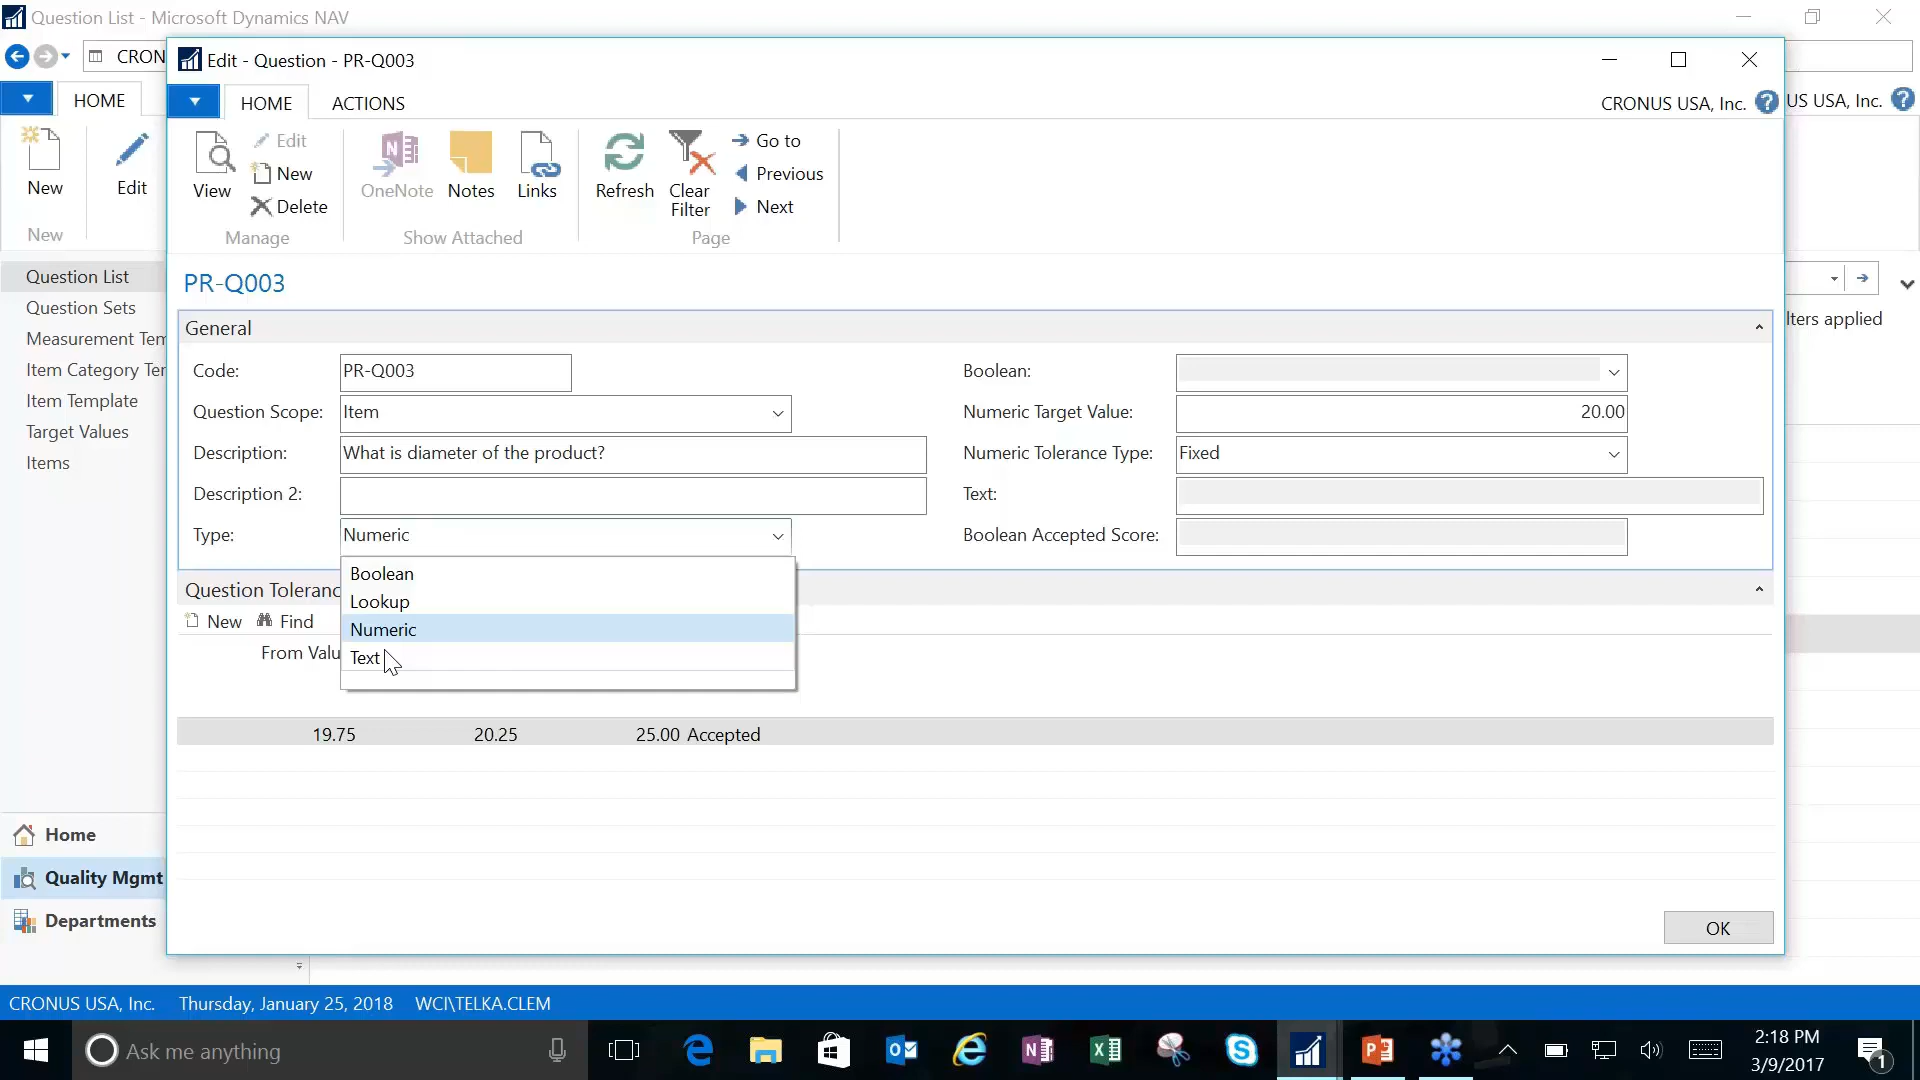 Question List - Microsoft Dynamics NAV
CRON
Edit - Question - PR-Q003
HOME
HOME
ACTIONS
CRONUS USA, Inc.
US USA, Inc.
New
Edit
New
View
Edit
New
Delete
Manage
OneNote
Notes
Links
Show Attached
Refresh
Clear
Filter
Go to
Previous
Next
Page
Question List
Question Sets
Measurement Tem
Item Category Ter
Item Template
Target Values
Items
lters applied
PR-Q003
General
Code: PR-Q003
Question Scope: Item
Description: What is diameter of the product?
Description 2:
Type: Numeric
Boolean:
Numeric Target Value: 20.00
Numeric Tolerance Type: Fixed
Text:
Boolean Accepted Score:
Boolean
Lookup
Numeric
Text
Question Toleranc
New Find
From Valu
19.75 20.25 25.00 Accepted
OK
Home
Quality Mgmt
Departments
CRONUS USA, Inc. Thursday, January 25, 2018 WCI\TELKA.CLEM
Ask me anything
2:18 PM
3/9/2017
1